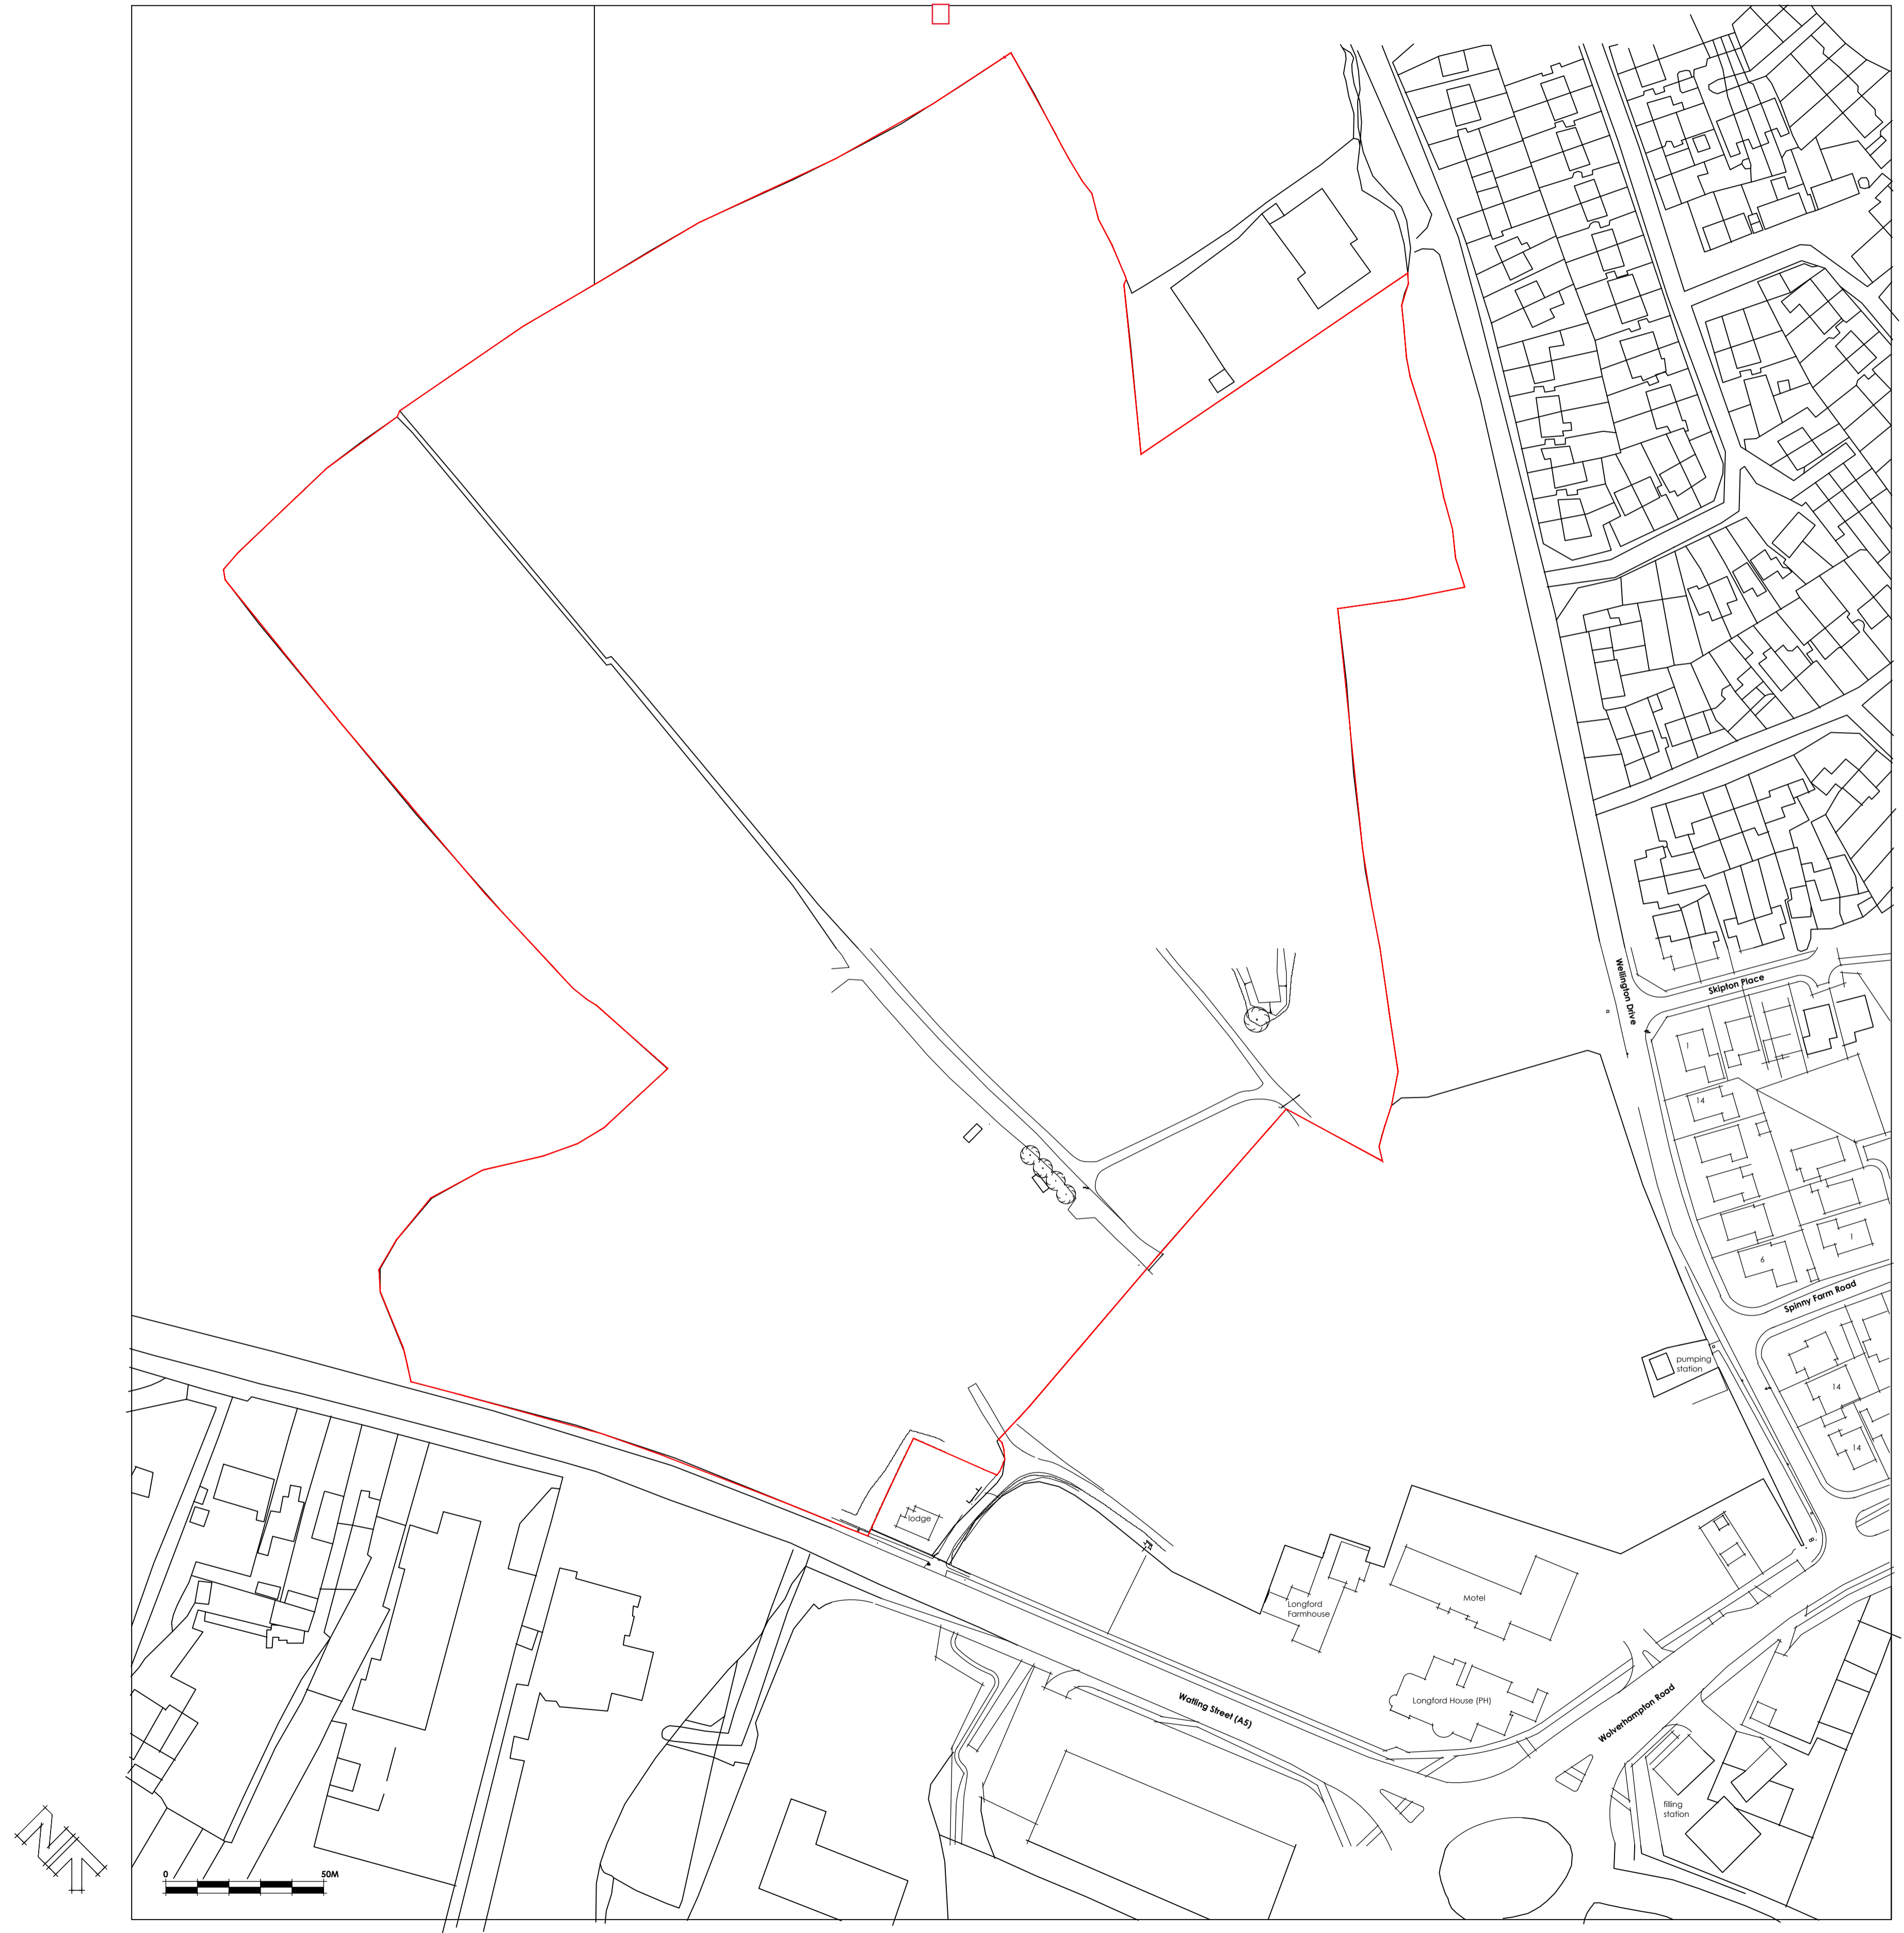 Wellington Drive
Skipton Place
1
14
1
6
Spinny Farm Road
pumping
station
14
14
lodge
Longford
Farmhouse
Motel
Longford House (PH)
Watling Street (A5)
Wolverhampton Road
filling
station
N
0
50M